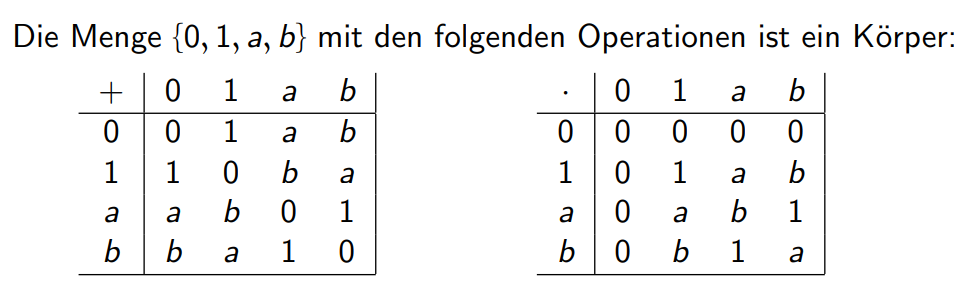 Die Menge {0, 1, a, b} mit den folgenden Operationen ist ein Körper:
+ 0 1 a b · 0 1 a b
0 0 1 a b 0 0 0 0 0
1 1 0 b a 1 0 1 a b
a a b 0 1 a 0 a b 1
b b a 1 0 b 0 b 1 a